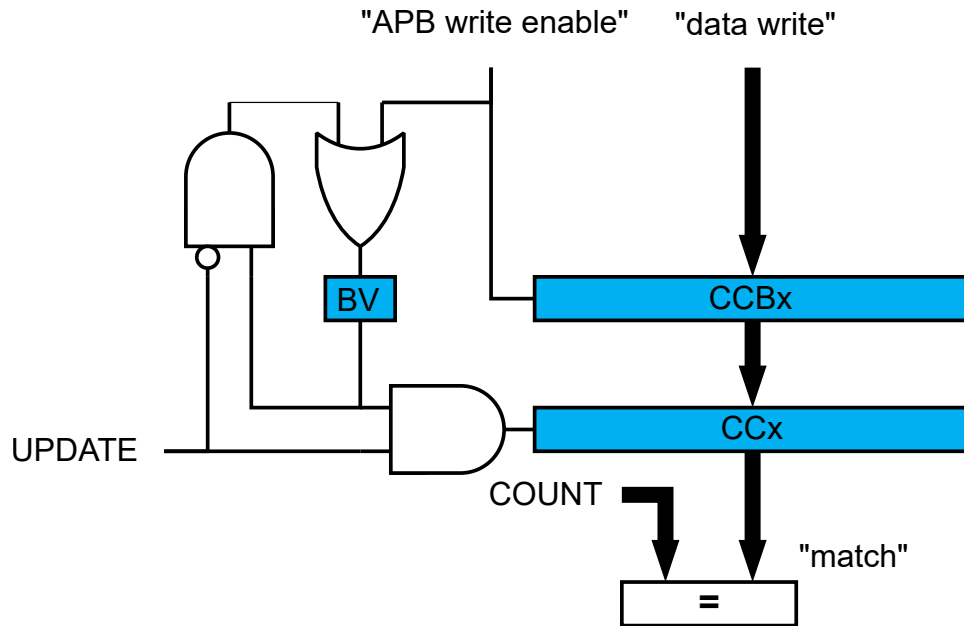 "APB write enable" "data write"
BV
CCBx
CCx
UPDATE
COUNT
"match"
=